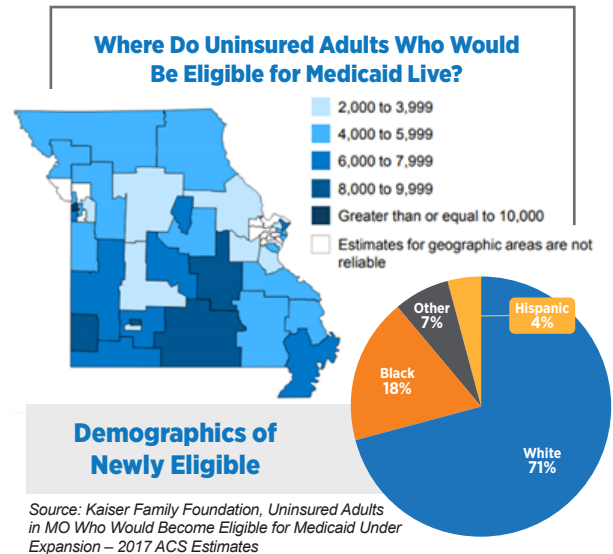 Where Do Uninsured Adults Who Would
Be Eligible for Medicaid Live?
2,000 to 3,999
4,000 to 5,999
6,000 to 7,999
8,000 to 9,999
Greater than or equal to 10,000
Estimates for geographic areas are not
reliable
Other
7%
Hispanic
4%
Black
18%
White
71%
Demographics of
Newly Eligible
Source: Kaiser Family Foundation, Uninsured Adults
in MO Who Would Become Eligible for Medicaid Under
Expansion – 2017 ACS Estimates